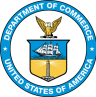 DEPARTMENT OF COMMERCE
UNITED STATES OF AMERICA